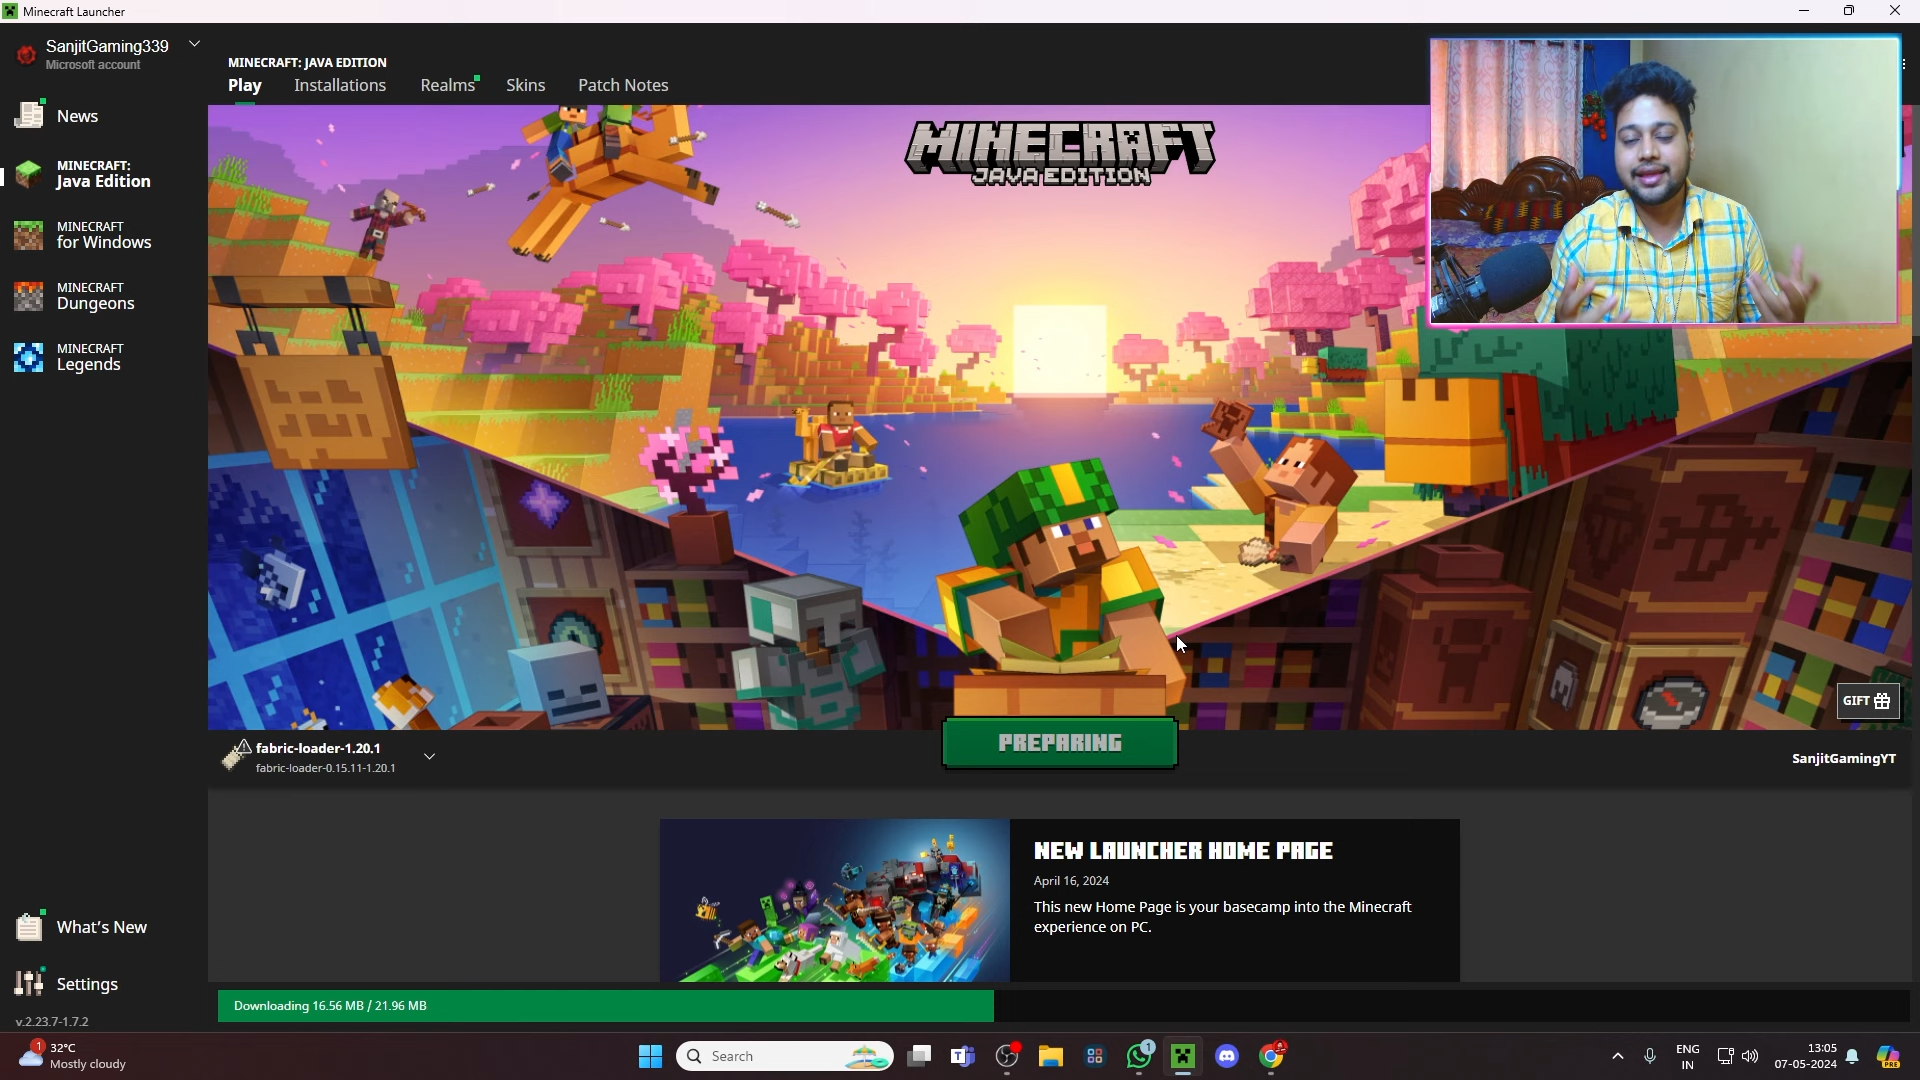 Minecraft Launcher
SanjitGaming339
Microsoft account
MINECRAFT: JAVA EDITION
Play
Installations
Realms
Skins
Patch Notes
News
MINECRAFT:
Java Edition
MINECRAFT
for Windows
MINECRAFT
Dungeons
MINECRAFT
Legends
MINECRAFT
JAVA EDITION
GIFT
fabric-loader-1.20.1
fabric-loader-0.15.11-1.20.1
PREPARING
SanjitGamingYT
NEW LAUNCHER HOME PAGE
April 16, 2024
This new Home Page is your basecamp into the Minecraft
experience on PC.
What's New
Settings
v.2.23.7-1.7.2
Downloading 16.56 MB / 21.96 MB
1
32°C
Mostly cloudy
Search
1
ENG
IN
13:05
07-05-2024
PRE